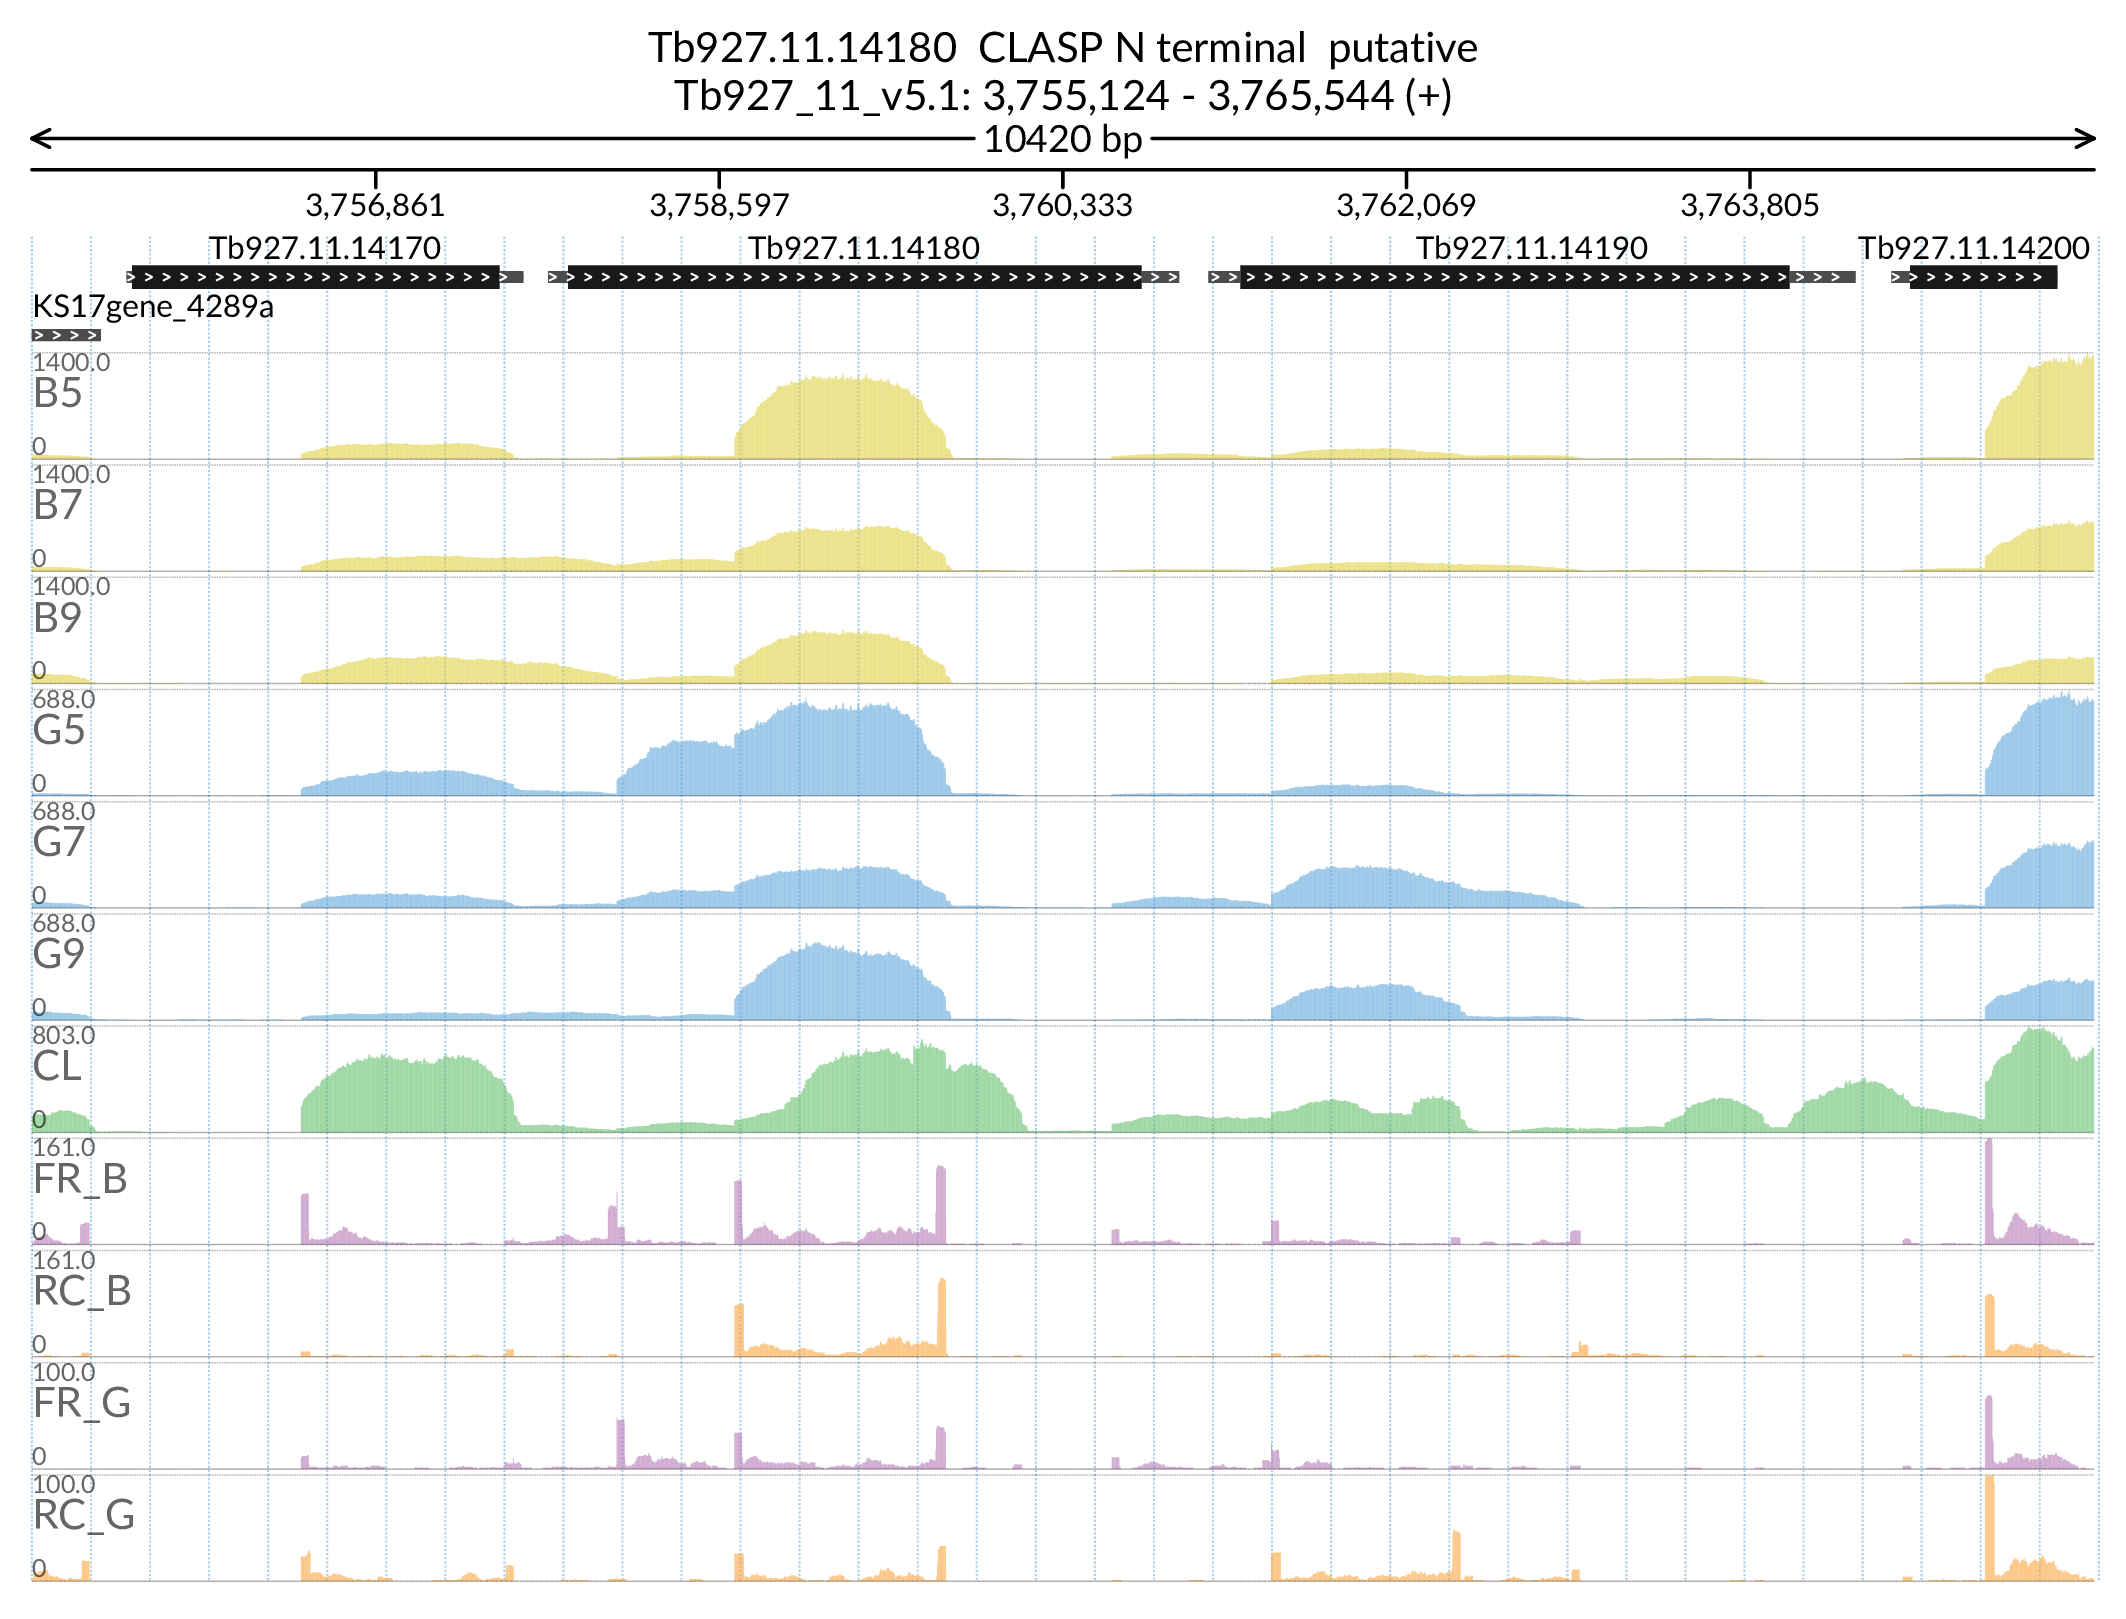 Tb927.11.14180 CLASP N terminal putative
Tb927_11_v5.1: 3,755,124 - 3,765,544 (+)
10420 bp
3,756,861 3,758,597 3,760,333 3,762,069 3,763,805
Tb927.11.14170 Tb927.11.14180 Tb927.11.14190 Tb927.11.14200
KS17gene_4289a
1400.0
B5
0
1400.0
B7
0
1400.0
B9
0
688.0
G5
0
688.0
G7
0
688.0
G9
0
803.0
CL
0
161.0
FR_B
0
161.0
RC_B
0
100.0
FR_G
0
100.0
RC_G
0